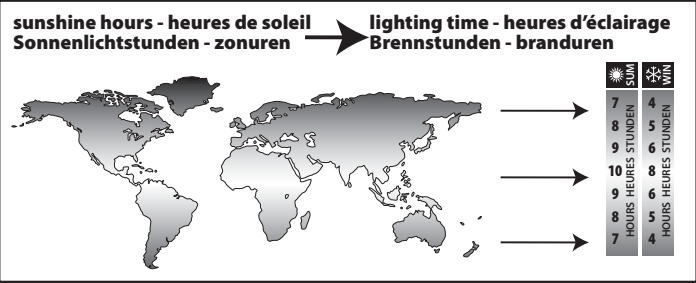 sunshine hours - heures de soleil
Sonnenlichtstunden - zonuren
lighting time - heures d’éclairage
Brennstunden - branduren
SUM WIN
7 4
8 5
9 6
10 8
9 6
8 5
7 4
HOURS HEURES STUNDEN
HOURS HEURES STUNDEN